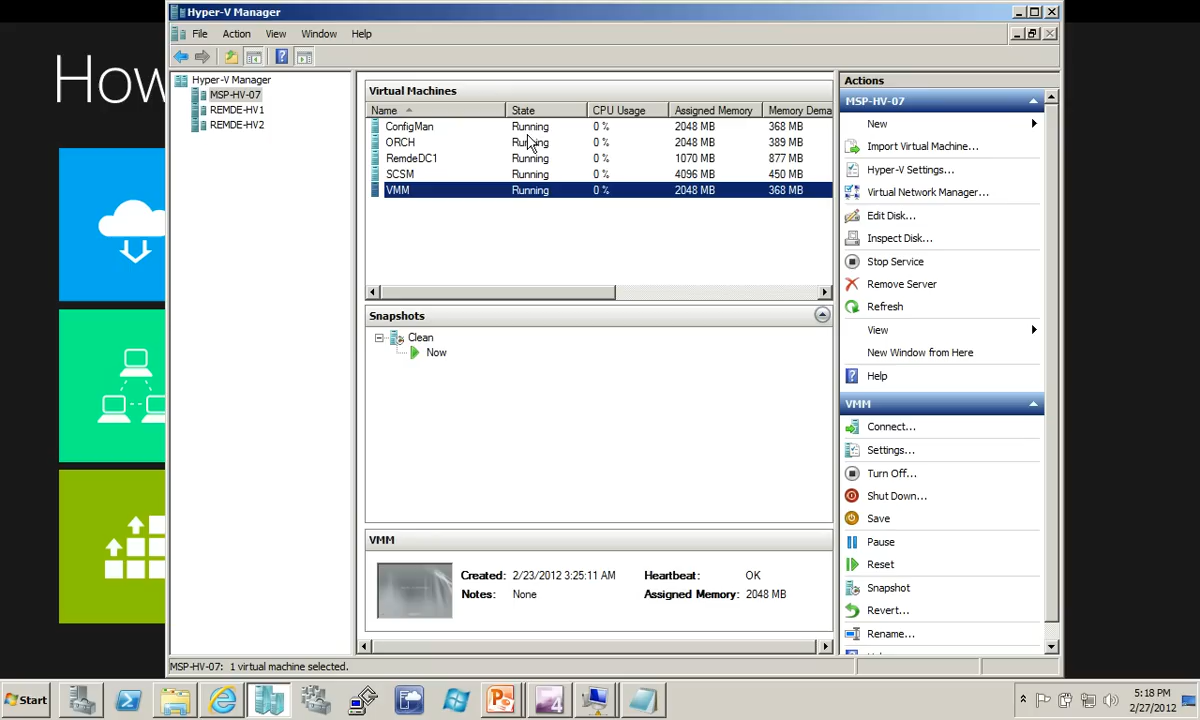 How
Hyper-V Manager
File Action View Window Help
Hyper-V Manager
MSP-HV-07
REMDE-HV1
REMDE-HV2
Virtual Machines
Name State CPU Usage Assigned Memory Memory Dema
ConfigMan Running 0 % 2048 MB 368 MB
ORCH Running 0 % 2048 MB 389 MB
RemdeDC1 Running 0 % 1070 MB 877 MB
SCSM Running 0 % 4096 MB 450 MB
VMM Running 0 % 2048 MB 368 MB
Snapshots
Clean
Now
VMM
Created: 2/23/2012 3:25:11 AM Heartbeat: OK
Notes: None Assigned Memory: 2048 MB
Actions
MSP-HV-07
New
Import Virtual Machine...
Hyper-V Settings...
Virtual Network Manager...
Edit Disk...
Inspect Disk...
Stop Service
Remove Server
Refresh
View
New Window from Here
Help
VMM
Connect...
Settings...
Turn Off...
Shut Down...
Save
Pause
Reset
Snapshot
Revert...
Rename...
MSP-HV-07: 1 virtual machine selected.
Start
5:18 PM
2/27/2012